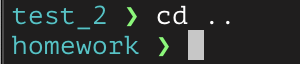 test_2 ❯ cd ..
homework ❯